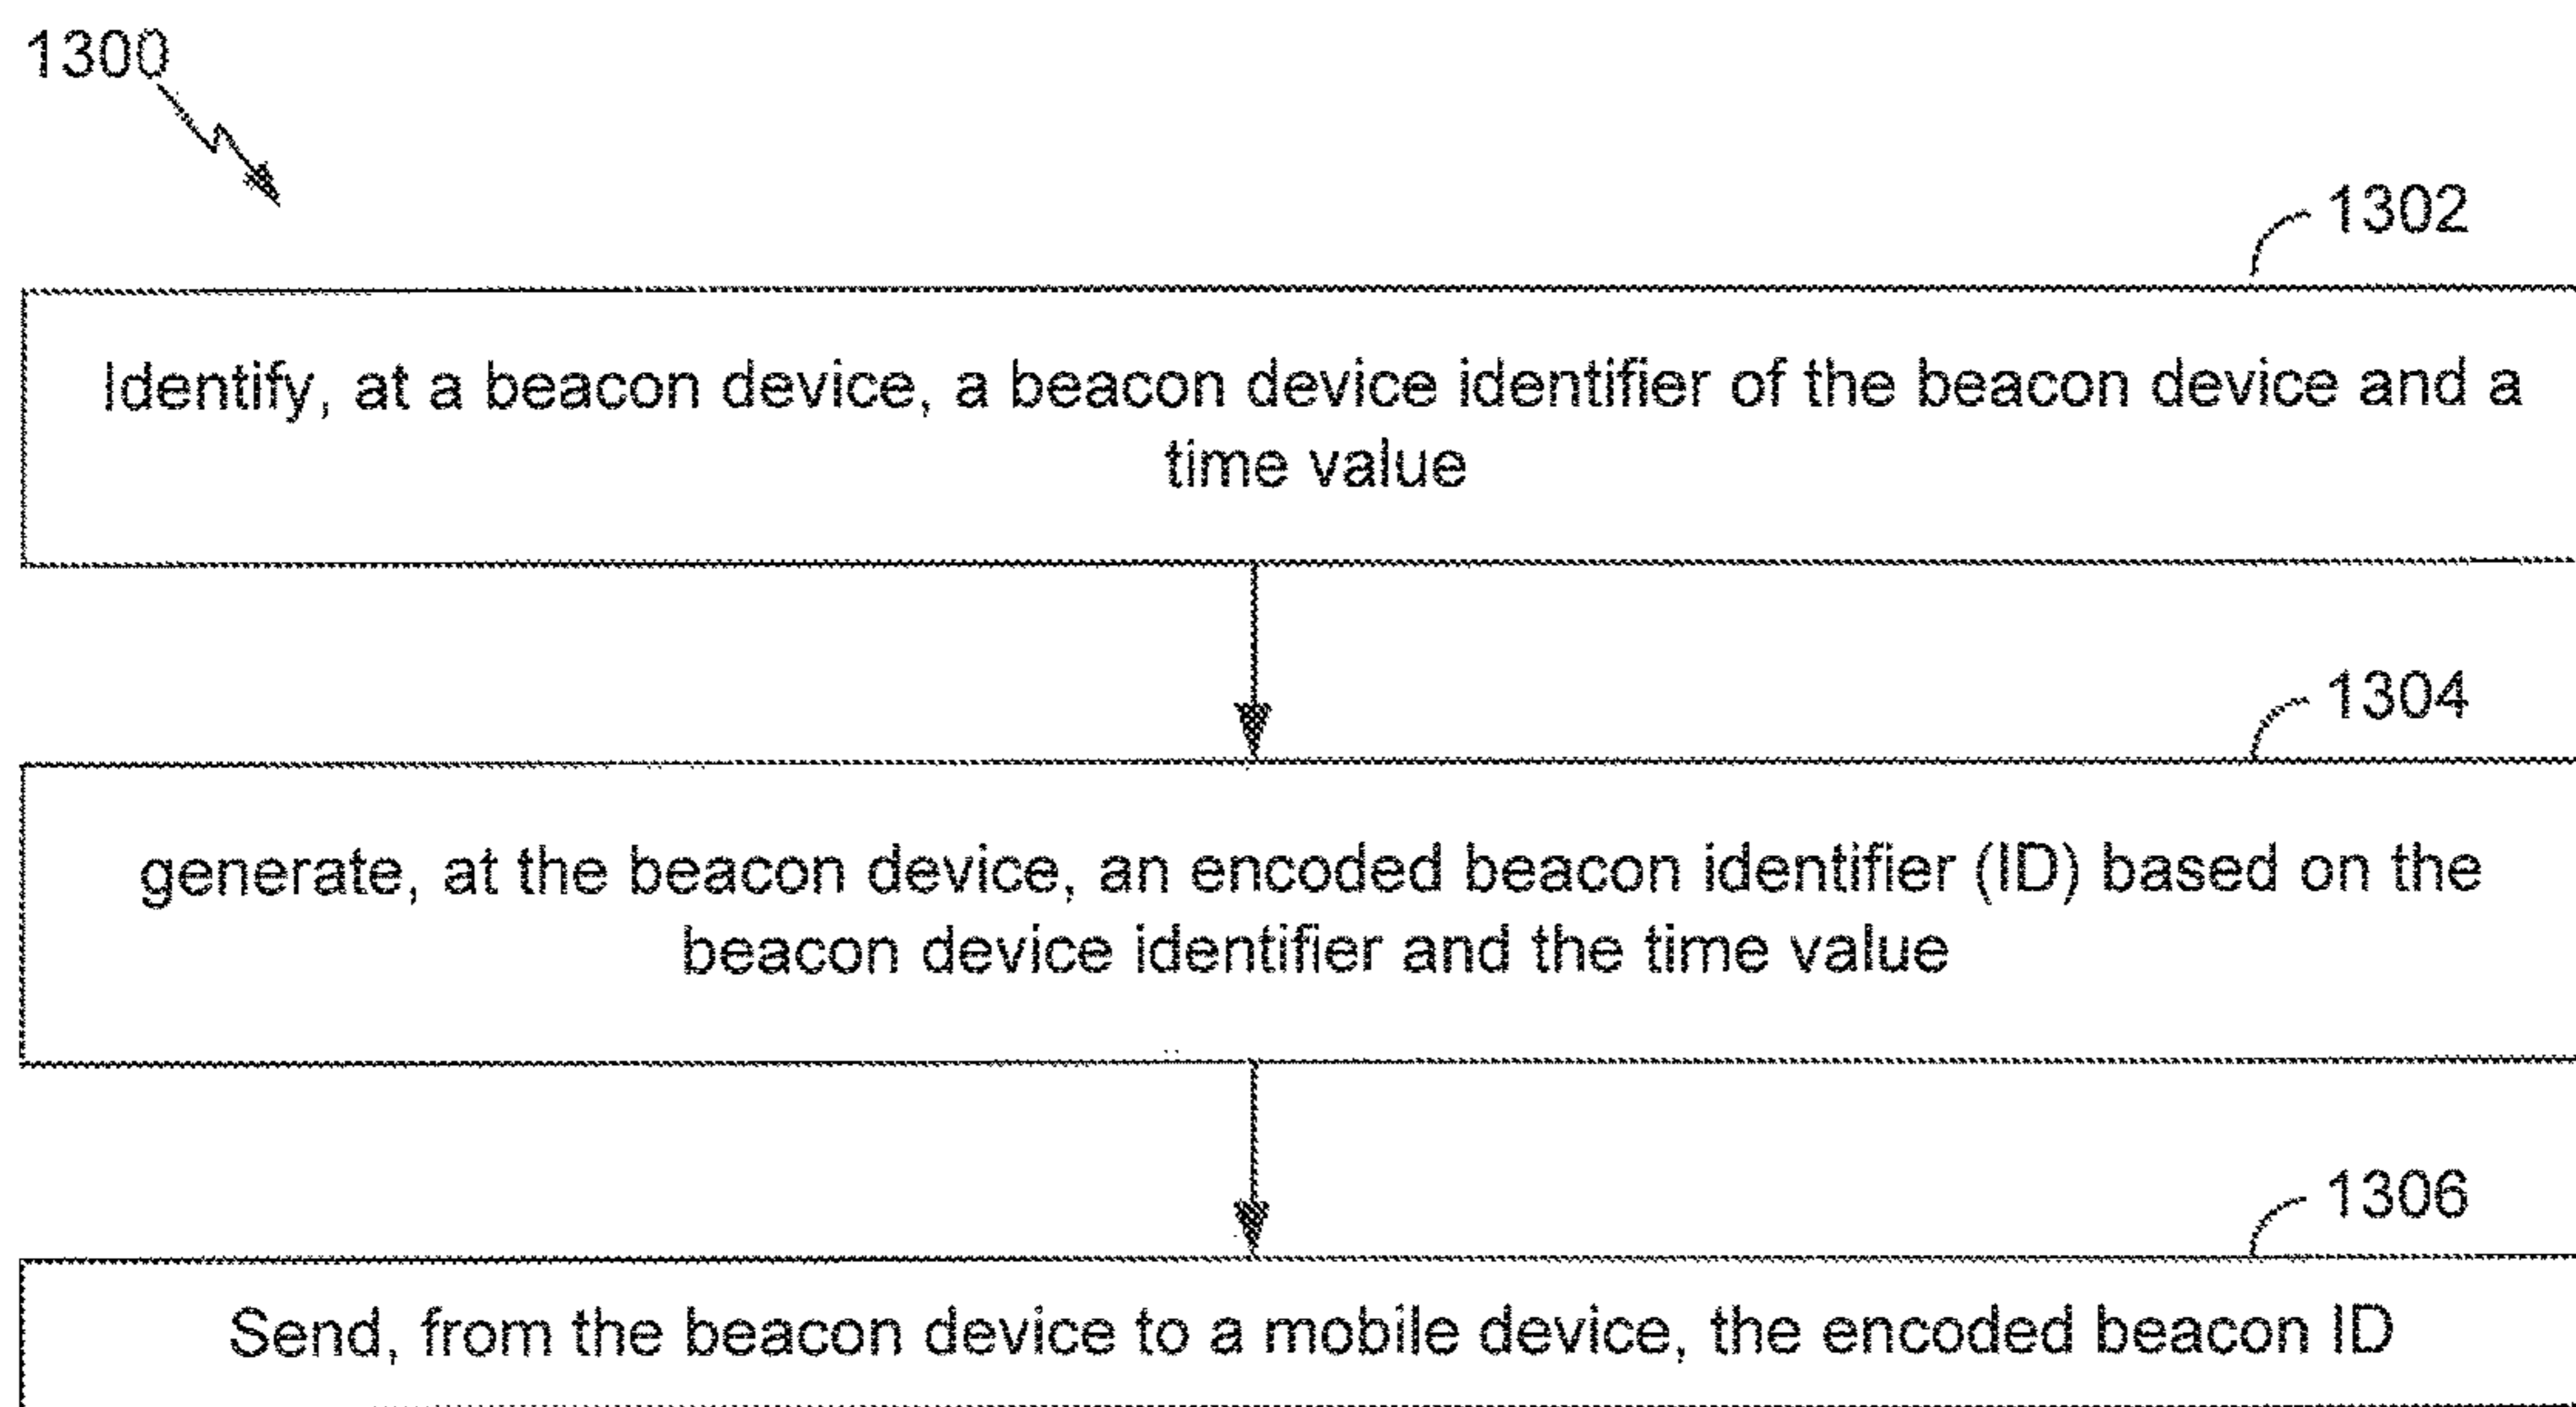 1300
1302
Identify, at a beacon device, a beacon device identifier of the beacon device and a
time value
1304
generate, at the beacon device, an encoded beacon identifier (ID) based on the
beacon device identifier and the time value
1306
Send, from the beacon device to a mobile device, the encoded beacon ID